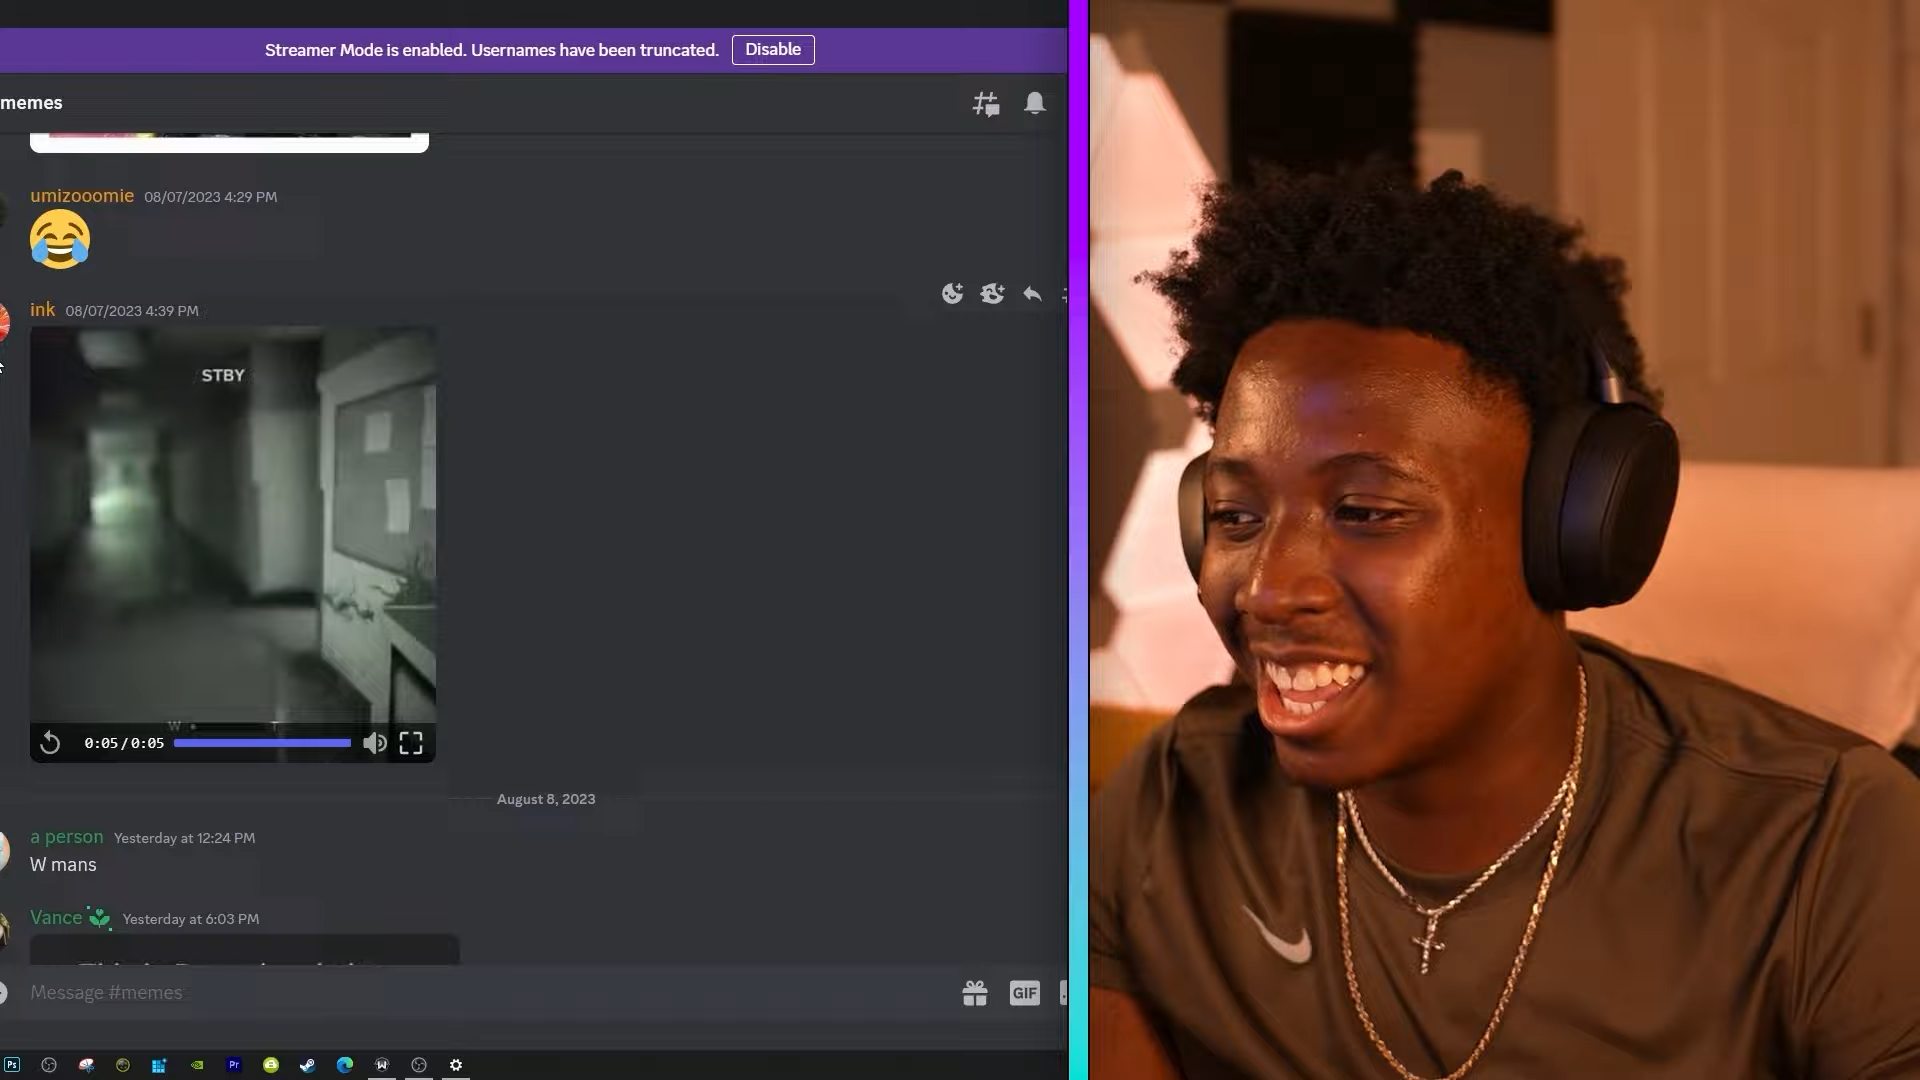 Streamer Mode is enabled. Usernames have been truncated. Disable
memes
umizooomie 08/07/2023 4:29 PM
ink 08/07/2023 4:39 PM
STBY
W T
0:05/0:05
August 8, 2023
a person Yesterday at 12:24 PM
W mans
Vance Yesterday at 6:03 PM
Message #memes
GIF
Ps
Pr